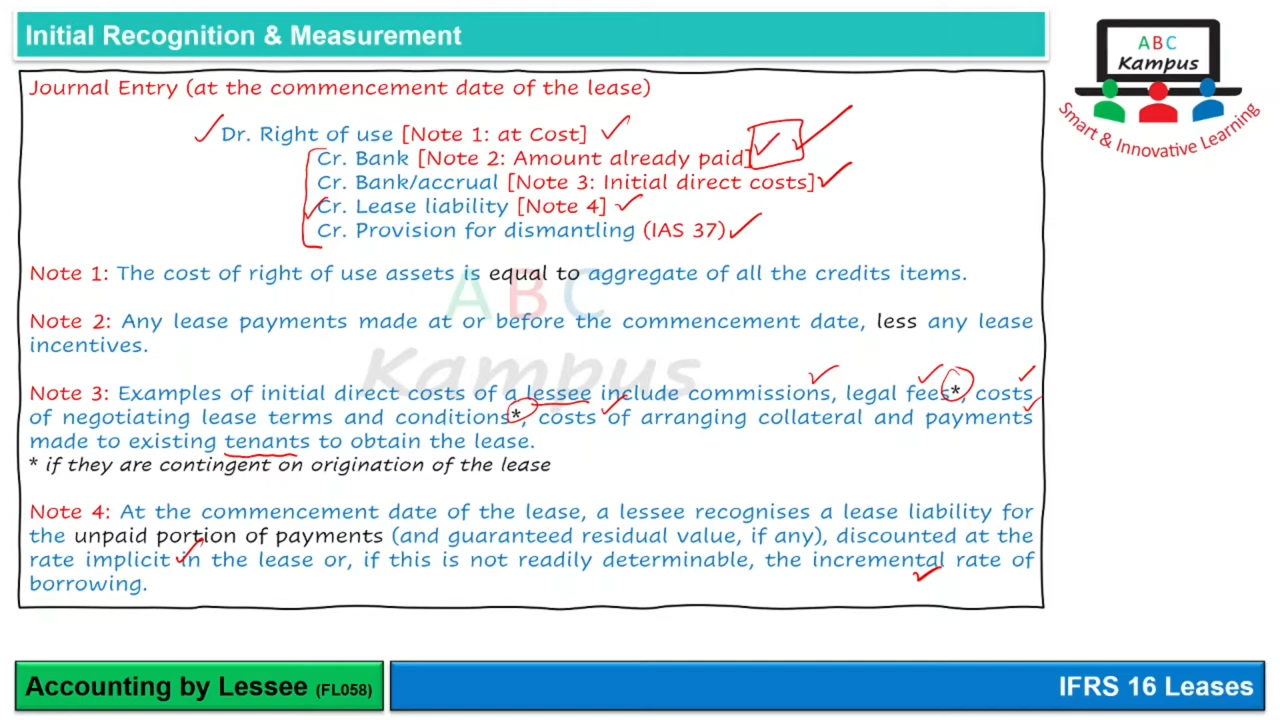 Initial Recognition & Measurement
ABC
Kampus
Smart & Innovative Learning
Journal Entry (at the commencement date of the lease)
Dr. Right of use [Note 1: at Cost]
Cr. Bank [Note 2: Amount already paid]
Cr. Bank/accrual [Note 3: Initial direct costs]
Cr. Lease liability [Note 4]
Cr. Provision for dismantling (IAS 37)
Note 1: The cost of right of use assets is equal to aggregate of all the credits items.
ABC
Kampus
Note 2: Any lease payments made at or before the commencement date, less any lease
incentives.
Note 3: Examples of initial direct costs of a lessee include commissions, legal fees*, costs
of negotiating lease terms and conditions*, costs of arranging collateral and payments
made to existing tenants to obtain the lease.
* if they are contingent on origination of the lease
Note 4: At the commencement date of the lease, a lessee recognises a lease liability for
the unpaid portion of payments (and guaranteed residual value, if any), discounted at the
rate implicit in the lease or, if this is not readily determinable, the incremental rate of
borrowing.
Accounting by Lessee (FL058)
IFRS 16 Leases